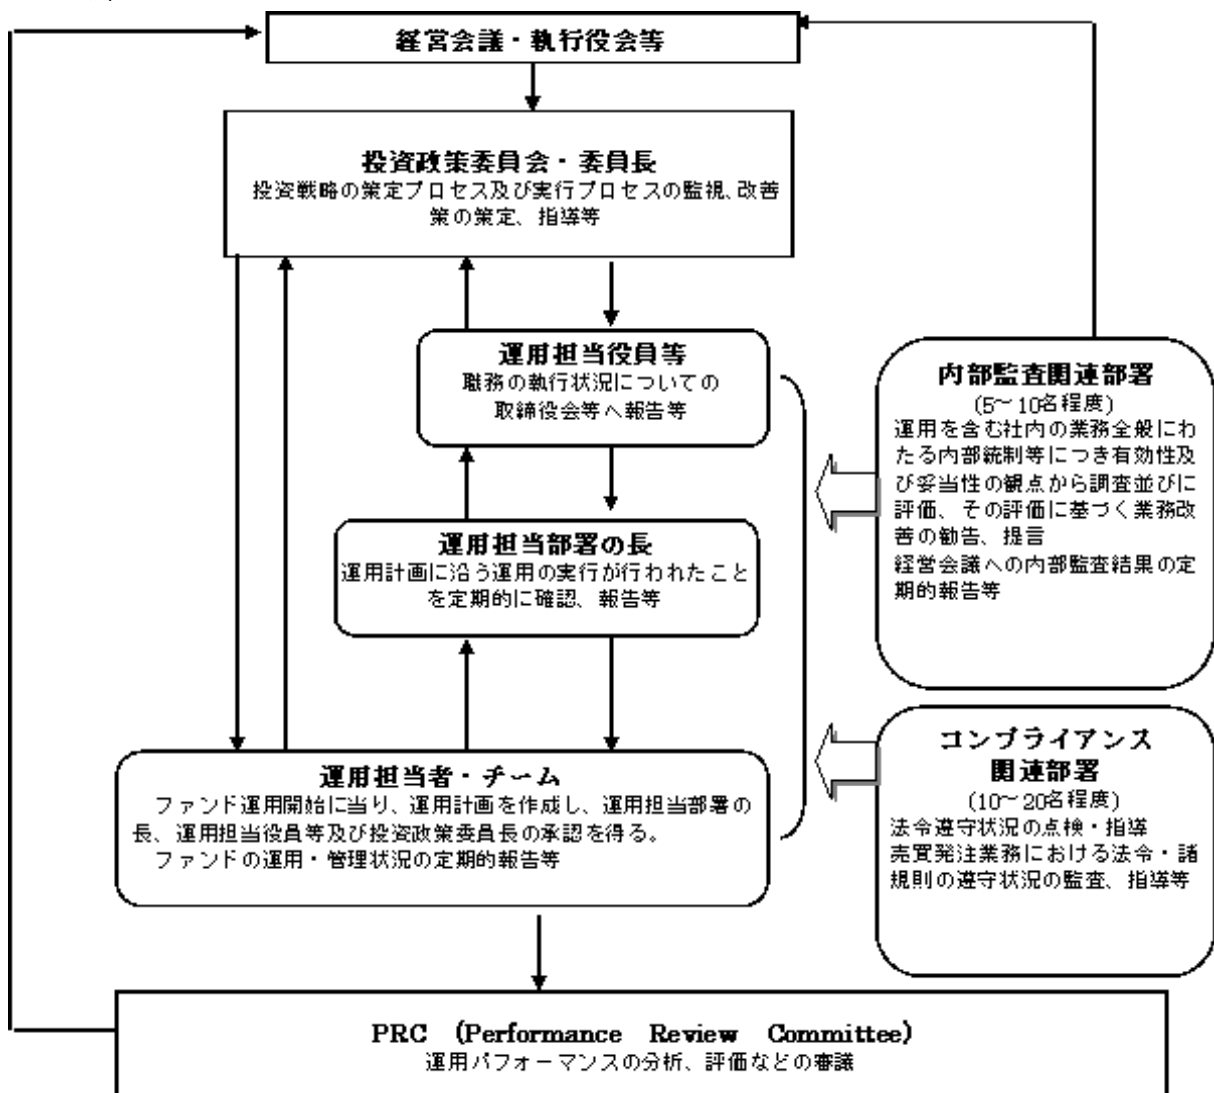 経営会議・執行役会等
投資政策委員会・委員長
投資戦略の策定プロセス及び実行プロセスの監視、改善
策の策定、指導等
運用担当役員等
職務の執行状況についての
取締役会等へ報告等
運用担当部署の長
運用計画に沿う運用の実行が行われたこと
を定期的に確認、報告等
運用担当者・チーム
ファンド運用開始に当り、運用計画を作成し、運用担当部署の
長、運用担当役員等及び投資政策委員長の承認を得る。
ファンドの運用・管理状況の定期的報告等
内部監査関連部署
(5～10名程度)
運用を含む社内の業務全般にわ
たる内部統制等につき有効性及
び妥当性の観点から調査並びに
評価、その評価に基づく業務改
善の勧告、提言
経営会議への内部監査結果の定
期的報告等
コンプライアンス
関連部署
(10～20名程度)
法令遵守状況の点検・指導
売買発注業務における法令・諸
規則の遵守状況の監査、指導等
PRC (Performance Review Committee)
運用パフォーマンスの分析、評価などの審議